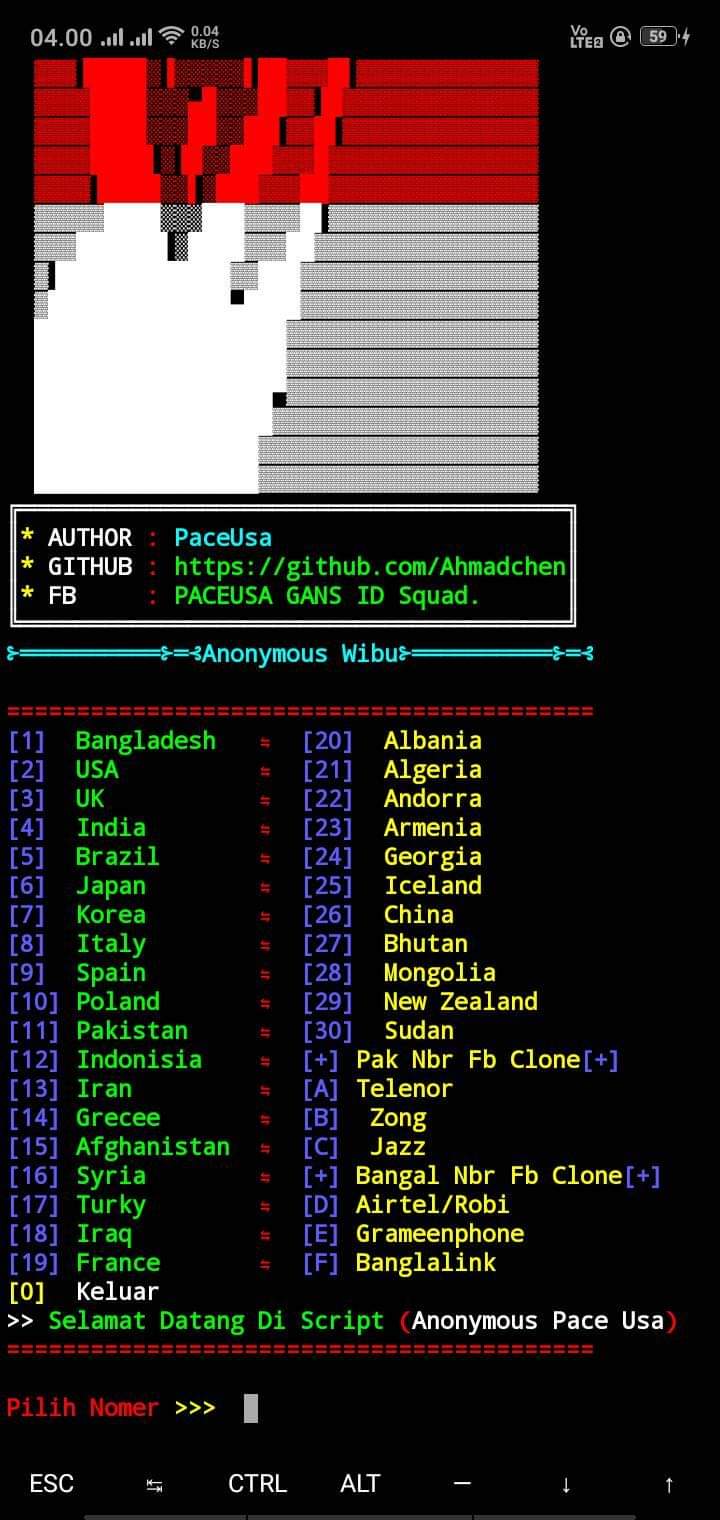 04.00 0.04 KB/S Vo LTE2 59
* AUTHOR : PaceUsa
* GITHUB : https://github.com/Ahmadchen
* FB : PACEUSA GANS ID Squad.
⊱══════════⊱═⊰Anonymous Wibu⊱══════════⊱═⊰
==========================================
[1] Bangladesh ⇋ [20] Albania
[2] USA ⇋ [21] Algeria
[3] UK ⇋ [22] Andorra
[4] India ⇋ [23] Armenia
[5] Brazil ⇋ [24] Georgia
[6] Japan ⇋ [25] Iceland
[7] Korea ⇋ [26] China
[8] Italy ⇋ [27] Bhutan
[9] Spain ⇋ [28] Mongolia
[10] Poland ⇋ [29] New Zealand
[11] Pakistan ⇋ [30] Sudan
[12] Indonisia ⇋ [+] Pak Nbr Fb Clone[+]
[13] Iran ⇋ [A] Telenor
[14] Grecee ⇋ [B] Zong
[15] Afghanistan ⇋ [C] Jazz
[16] Syria ⇋ [+] Bangal Nbr Fb Clone[+]
[17] Turky ⇋ [D] Airtel/Robi
[18] Iraq ⇋ [E] Grameenphone
[19] France ⇋ [F] Banglalink
[0] Keluar
>> Selamat Datang Di Script (Anonymous Pace Usa)
==========================================
Pilih Nomer >>>
ESC ↹ CTRL ALT — ↓ ↑